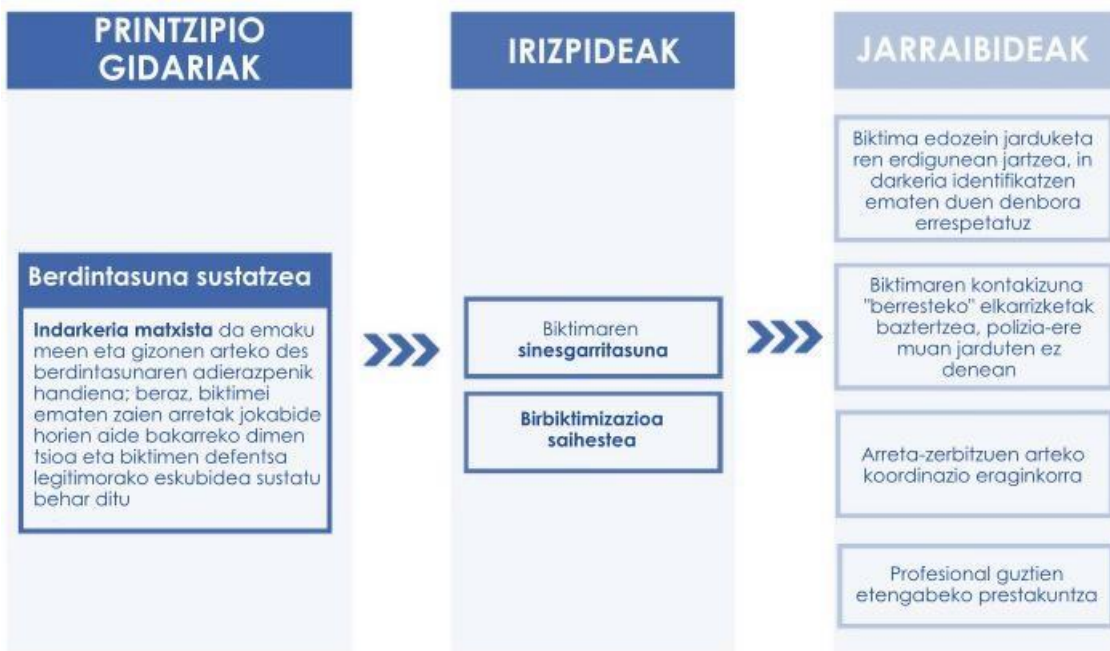 PRINTZIPIO
GIDARIAK
Berdintasuna sustatzea
Indarkeria matxista da emaku
meen eta gizonen arteko des
berdintasunaren adierazpenik
handiena; beraz, biktimei
ematen zaien arretak jokabide
horien aide bakarreko dimen
tsioa eta biktimen defentsa
legitimorako eskubidea sustatu
behar ditu
IRIZPIDEAK
Biktimaren
sinesgarritasuna
Birbiktimizazioa
saihestea
JARRAIBIDEAK
Biktima edozein jarduketa
ren erdigunean jartzea, in
darkeria identifikatzen
ematen duen denbora
errespetatuz
Biktimaren kontakizuna
"berresteko" elkarrizketak
baztertzea, polizia-ere
muan jarduten ez
denean
Arreta-zerbitzuen arteko
koordinazio eraginkorra
Profesional guztien
etengabeko prestakuntza